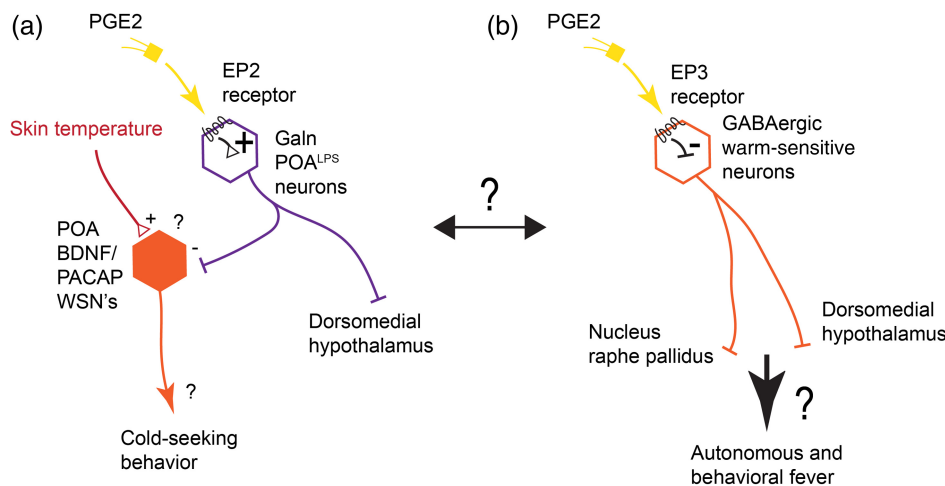 (a)
PGE2
EP2
receptor
+
Galn
POA^LPS
neurons
Skin temperature
+
?
-
POA
BDNF/
PACAP
WSN's
Dorsomedial
hypothalamus
?
Cold-seeking
behavior
?
(b)
PGE2
EP3
receptor
-
GABAergic
warm-sensitive
neurons
Nucleus
raphe pallidus
Dorsomedial
hypothalamus
?
Autonomous and
behavioral fever